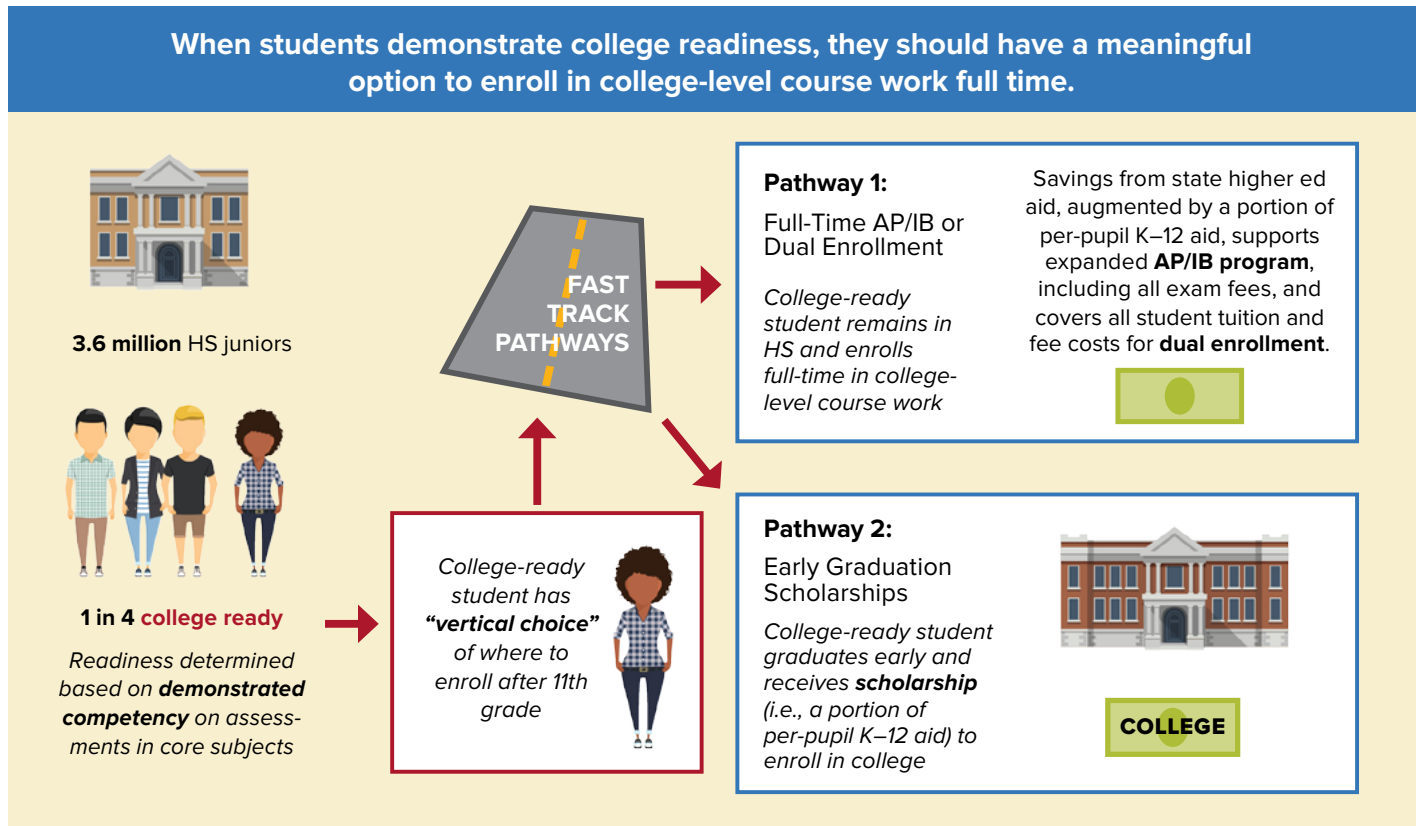 When students demonstrate college readiness, they should have a meaningful
option to enroll in college-level course work full time.
3.6 million HS juniors
1 in 4 college ready
Readiness determined
based on demonstrated
competency on assess-
ments in core subjects
College-ready
student has
“vertical choice”
of where to
enroll after 11th
grade
FAST
TRACK
PATHWAYS
Pathway 1:
Full-Time AP/IB or
Dual Enrollment
College-ready
student remains in
HS and enrolls
full-time in college-
level course work
Savings from state higher ed
aid, augmented by a portion of
per-pupil K–12 aid, supports
expanded AP/IB program,
including all exam fees, and
covers all student tuition and
fee costs for dual enrollment.
Pathway 2:
Early Graduation
Scholarships
College-ready student
graduates early and
receives scholarship
(i.e., a portion of
per-pupil K–12 aid) to
enroll in college
COLLEGE